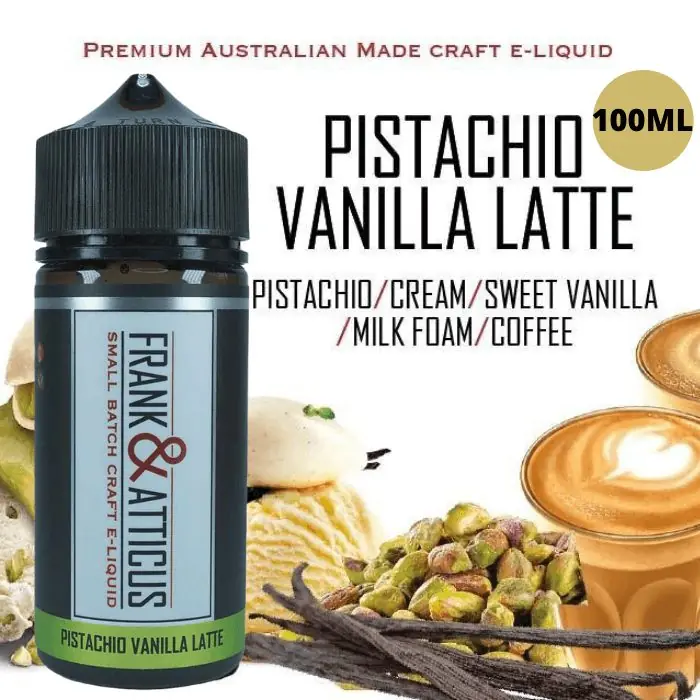 PREMIUM AUSTRALIAN MADE CRAFT E-LIQUID
100ML
PISTACHIO
VANILLA LATTE
PISTACHIO/CREAM/SWEET VANILLA
/MILK FOAM/COFFEE
TURN
FRANK & ATTICUS
SMALL BATCH CRAFT E-LIQUID
PISTACHIO VANILLA LATTE